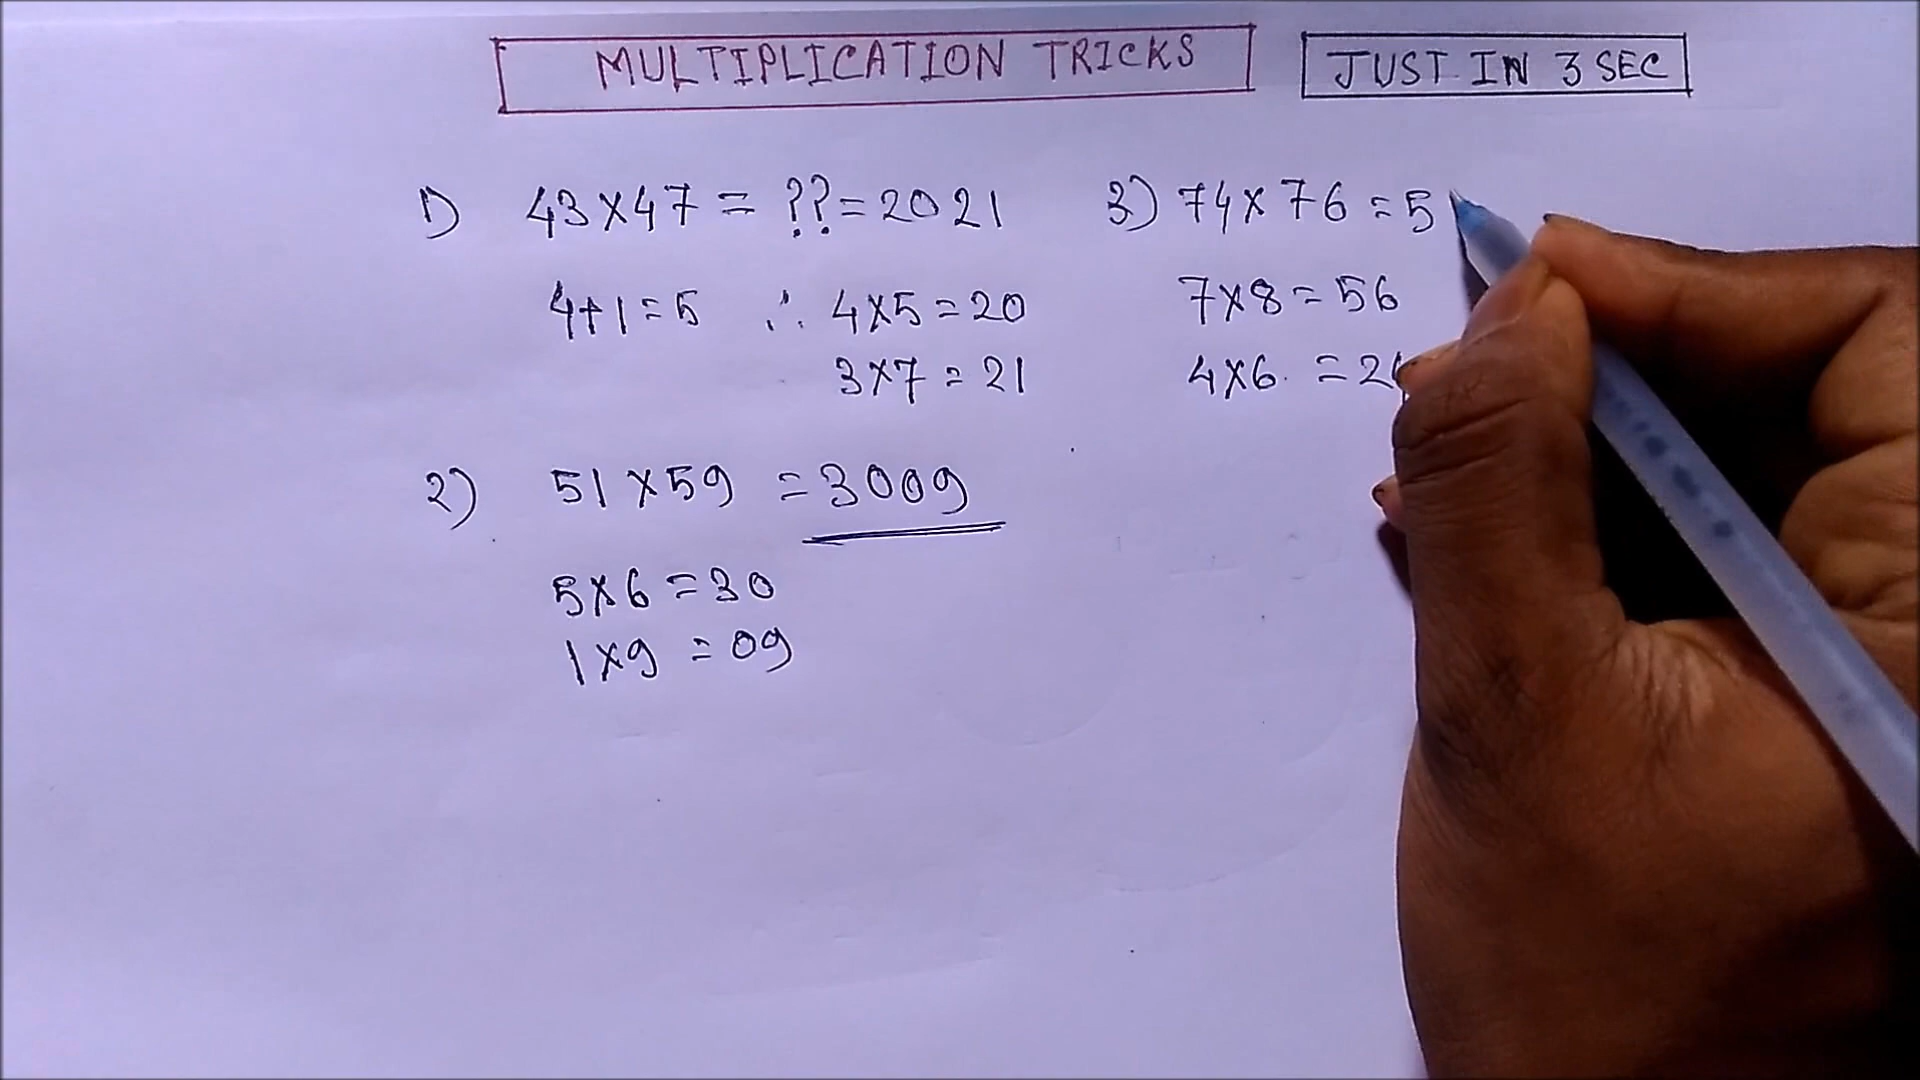 MULTIPLICATION TRICKS
JUST IN 3 SEC
1) 43×47 = ?? = 2021
4+1=5 ∴ 4×5=20
3×7=21
2) 51×59 = 3009
5×6=30
1×9=09
3) 74×76=5
7×8=56
4×6.=2